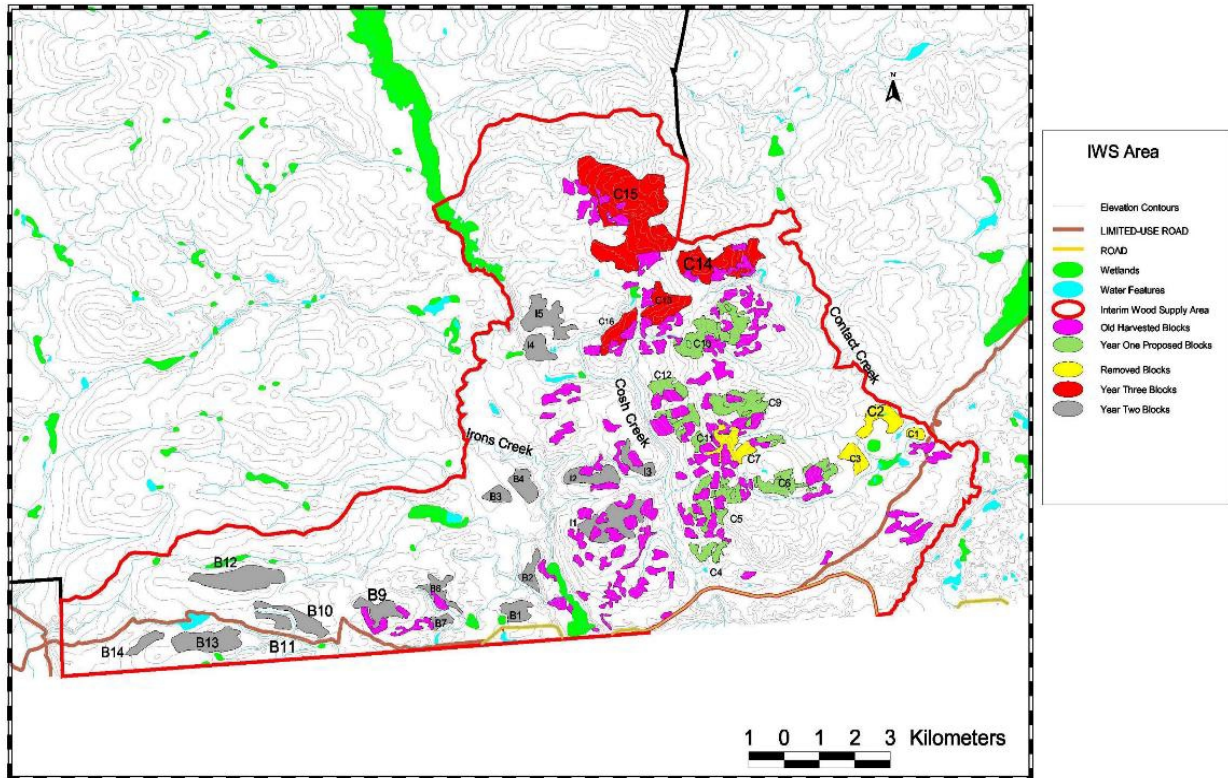 N
C15
C14
C13
C16
I5
I4
C10
Contact Creek
C12
Cosh Creek
C9
C2
C1
C11
C7
C3
Irons Creek
I3
I2
B4
B3
C6
C5
I1
C4
B12
B2
B6
B9
B1
B7
B10
B13
B11
B14
1 0 1 2 3 Kilometers
IWS Area
Elevation Contours
LIMITED-USE ROAD
ROAD
Wetlands
Water Features
Interim Wood Supply Area
Old Harvested Blocks
Year One Proposed Blocks
Removed Blocks
Year Three Blocks
Year Two Blocks